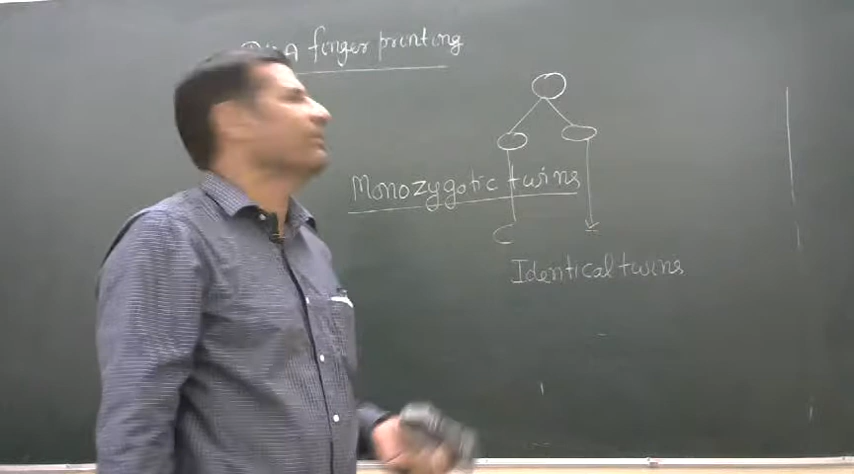 finger printing
Monozygotic twins
Identical twins